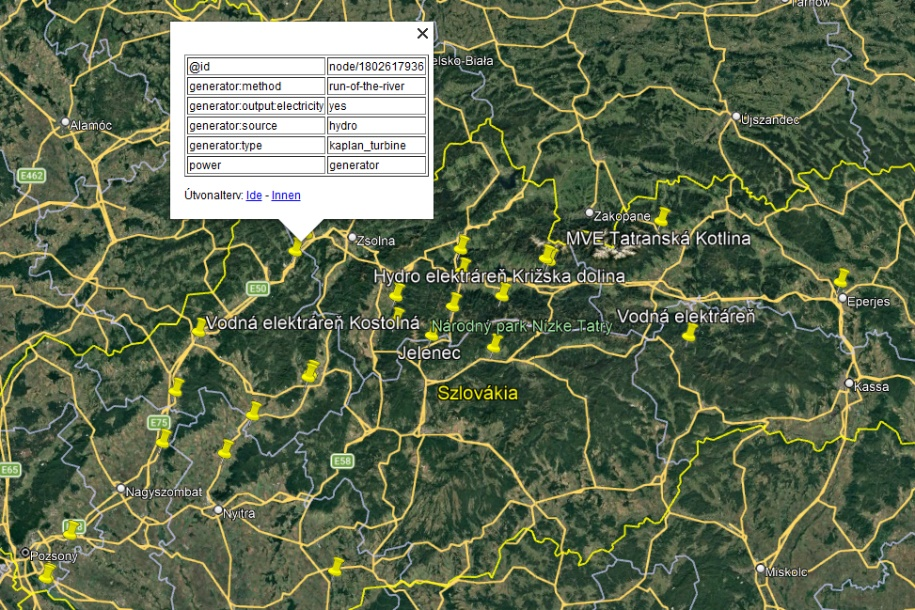 Tarnów
elsko-Biała
@id node/1802617936
generator:method run-of-the-river
generator:output:electricity yes
generator:source hydro
generator:type kaplan_turbine
power generator
Útvonalterv: Ide - Innen
Alamóc
Újszandec
E462
Zakopane
Zsolna
MVE Tatranská Kotlina
Hydro elektráreň Križska dolina
E50
Eperjes
Vodná elektráreň Kostolná
Národný park Nízke Tatry
Vodná elektráreň
Jelenec
Szlovákia
Kassa
E75
E58
E65
Nagyszombat
Nyitra
Pozsony
Miskolc